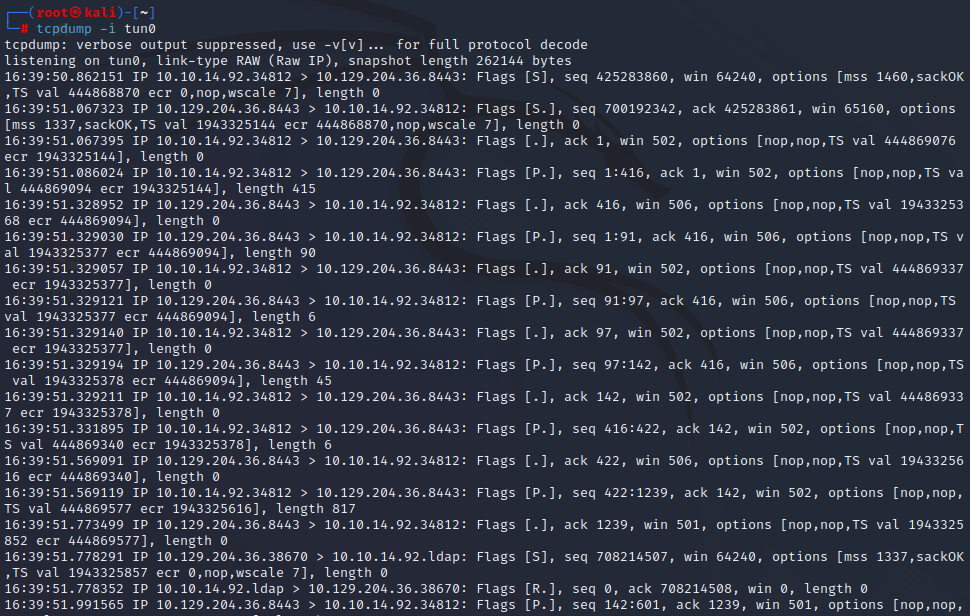 ┌──(root㉿kali)-[~]
└─# tcpdump -i tun0
tcpdump: verbose output suppressed, use -v[v]... for full protocol decode
listening on tun0, link-type RAW (Raw IP), snapshot length 262144 bytes
16:39:50.862151 IP 10.10.14.92.34812 > 10.129.204.36.8443: Flags [S], seq 425283860, win 64240, options [mss 1460,sackOK
,TS val 444868870 ecr 0,nop,wscale 7], length 0
16:39:51.067323 IP 10.129.204.36.8443 > 10.10.14.92.34812: Flags [S.], seq 700192342, ack 425283861, win 65160, options
[mss 1337,sackOK,TS val 1943325144 ecr 444868870,nop,wscale 7], length 0
16:39:51.067395 IP 10.10.14.92.34812 > 10.129.204.36.8443: Flags [.], ack 1, win 502, options [nop,nop,TS val 444869076
ecr 1943325144], length 0
16:39:51.086024 IP 10.10.14.92.34812 > 10.129.204.36.8443: Flags [P.], seq 1:416, ack 1, win 502, options [nop,nop,TS va
l 444869094 ecr 1943325144], length 415
16:39:51.328952 IP 10.129.204.36.8443 > 10.10.14.92.34812: Flags [.], ack 416, win 506, options [nop,nop,TS val 19433253
68 ecr 444869094], length 0
16:39:51.329030 IP 10.129.204.36.8443 > 10.10.14.92.34812: Flags [P.], seq 1:91, ack 416, win 506, options [nop,nop,TS v
al 1943325377 ecr 444869094], length 90
16:39:51.329057 IP 10.10.14.92.34812 > 10.129.204.36.8443: Flags [.], ack 91, win 502, options [nop,nop,TS val 444869337
 ecr 1943325377], length 0
16:39:51.329121 IP 10.129.204.36.8443 > 10.10.14.92.34812: Flags [P.], seq 91:97, ack 416, win 506, options [nop,nop,TS
val 1943325377 ecr 444869094], length 6
16:39:51.329140 IP 10.10.14.92.34812 > 10.129.204.36.8443: Flags [.], ack 97, win 502, options [nop,nop,TS val 444869337
 ecr 1943325377], length 0
16:39:51.329194 IP 10.129.204.36.8443 > 10.10.14.92.34812: Flags [P.], seq 97:142, ack 416, win 506, options [nop,nop,TS
 val 1943325378 ecr 444869094], length 45
16:39:51.329211 IP 10.10.14.92.34812 > 10.129.204.36.8443: Flags [.], ack 142, win 502, options [nop,nop,TS val 44486933
7 ecr 1943325378], length 0
16:39:51.331895 IP 10.10.14.92.34812 > 10.129.204.36.8443: Flags [P.], seq 416:422, ack 142, win 502, options [nop,nop,T
S val 444869340 ecr 1943325378], length 6
16:39:51.569091 IP 10.129.204.36.8443 > 10.10.14.92.34812: Flags [.], ack 422, win 506, options [nop,nop,TS val 19433256
16 ecr 444869340], length 0
16:39:51.569119 IP 10.10.14.92.34812 > 10.129.204.36.8443: Flags [P.], seq 422:1239, ack 142, win 502, options [nop,nop,
TS val 444869577 ecr 1943325616], length 817
16:39:51.773499 IP 10.129.204.36.8443 > 10.10.14.92.34812: Flags [.], ack 1239, win 501, options [nop,nop,TS val 1943325
852 ecr 444869577], length 0
16:39:51.778291 IP 10.129.204.36.38670 > 10.10.14.92.ldap: Flags [S], seq 708214507, win 64240, options [mss 1337,sackOK
,TS val 1943325857 ecr 0,nop,wscale 7], length 0
16:39:51.778352 IP 10.10.14.92.ldap > 10.129.204.36.38670: Flags [R.], seq 0, ack 708214508, win 0, length 0
16:39:51.991565 IP 10.129.204.36.8443 > 10.10.14.92.34812: Flags [P.], seq 142:601, ack 1239, win 501, options [nop,nop,